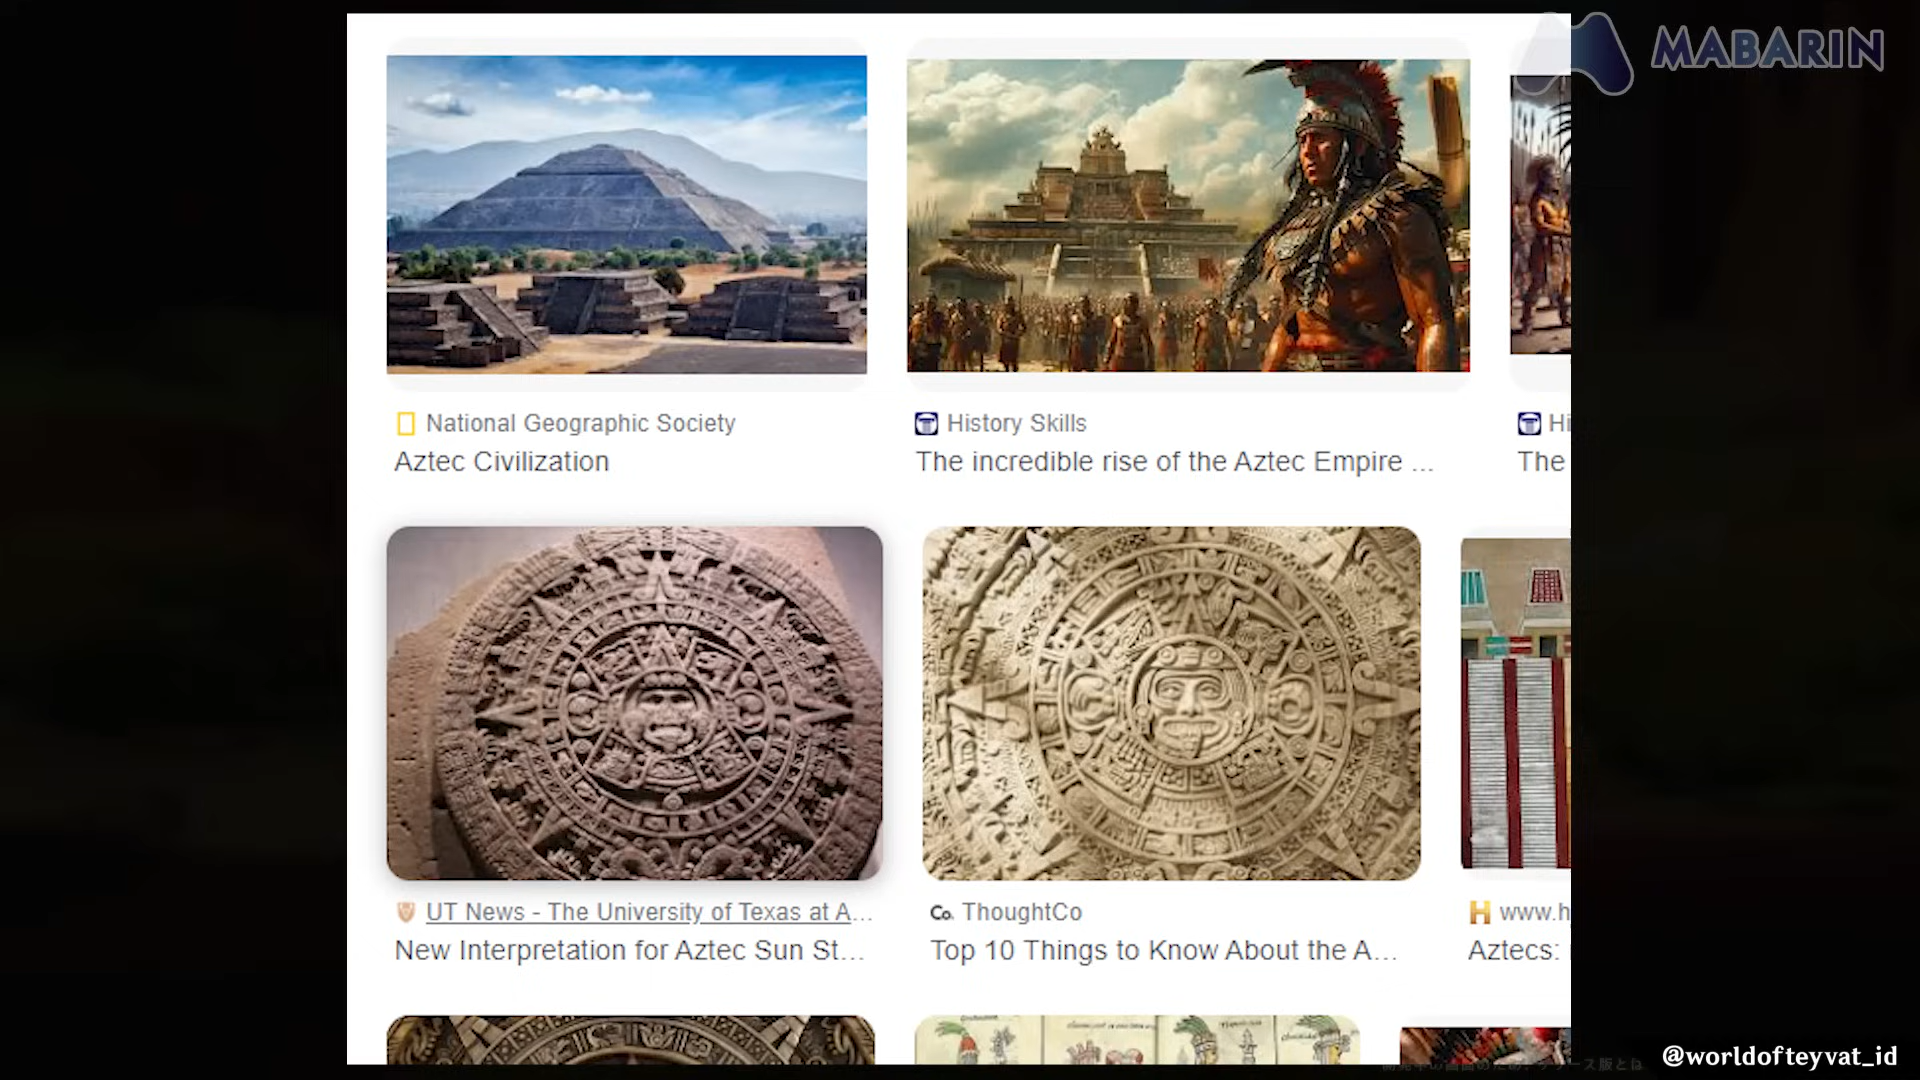 MABARIN
National Geographic Society
Aztec Civilization
History Skills
The incredible rise of the Aztec Empire ...
Hi
The
UT News - The University of Texas at A...
New Interpretation for Aztec Sun St...
Co. ThoughtCo
Top 10 Things to Know About the A...
H www.h
Aztecs:
@worldofteyvat_id